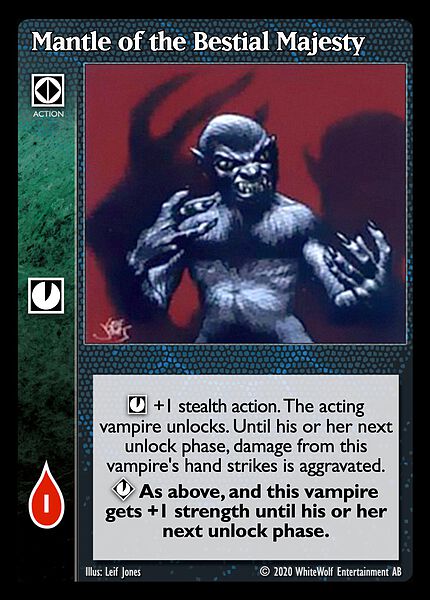 Mantle of the Bestial Majesty
ACTION
+1 stealth action. The acting
vampire unlocks. Until his or her next
unlock phase, damage from this
vampire's hand strikes is aggravated.
As above, and this vampire
gets +1 strength until his or her
next unlock phase.
1
Illus: Leif Jones © 2020 WhiteWolf Entertainment AB